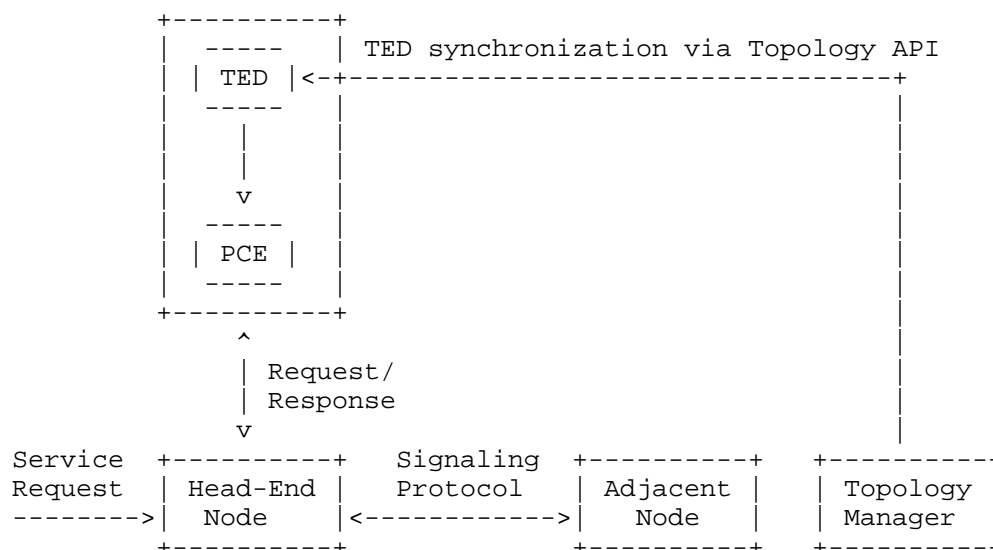 TED synchronization via Topology API
TED
PCE
Request/
Response
Service Request
Head-End Node
Signaling Protocol
Adjacent Node
Topology Manager